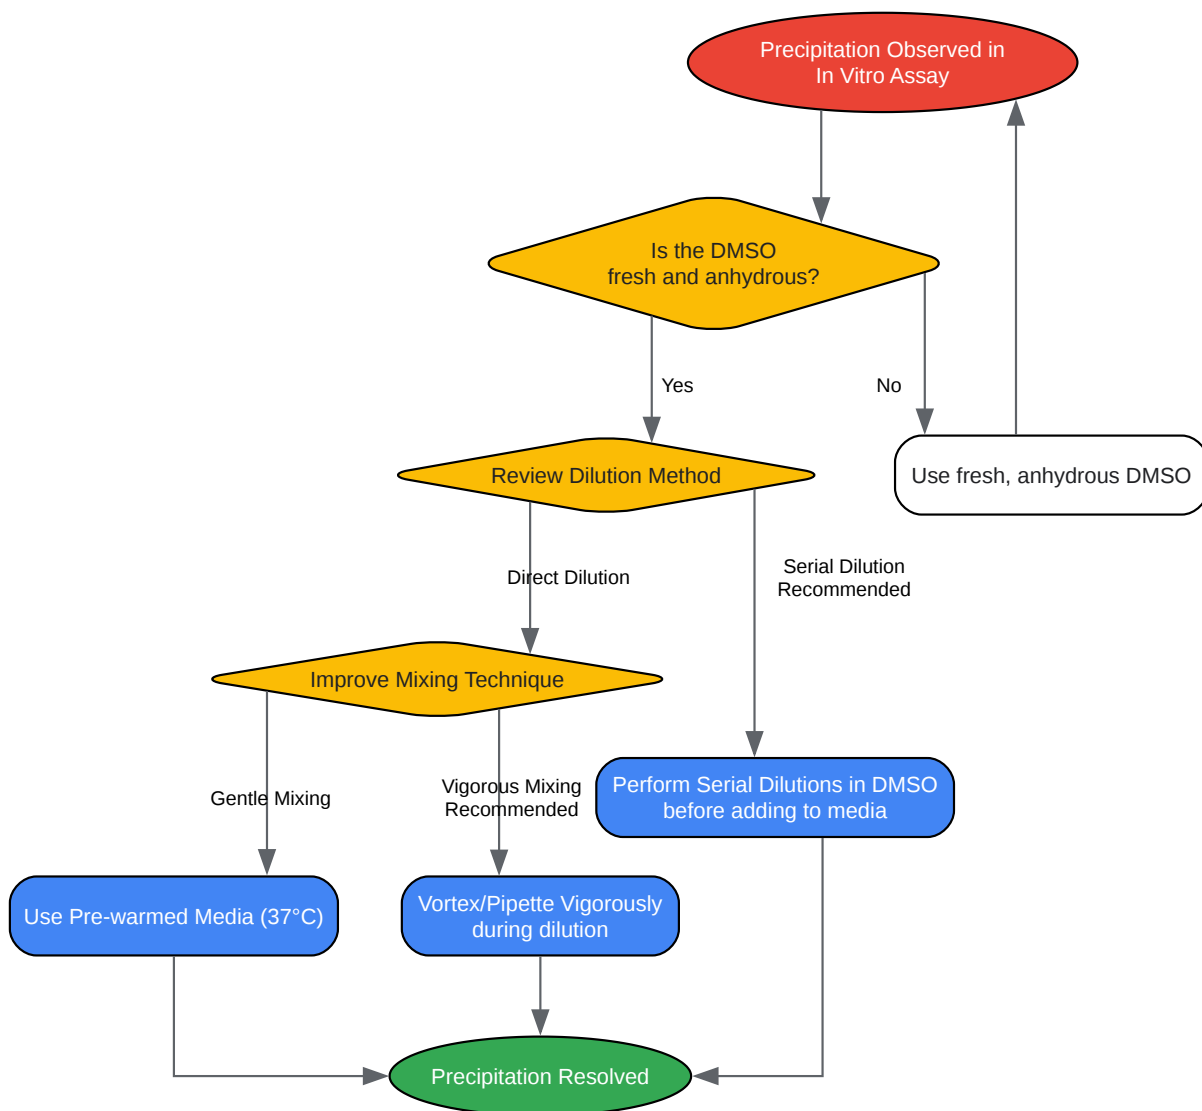 Precipitation Observed in
In Vitro Assay
Is the DMSO
fresh and anhydrous?
Yes
No
Review Dilution Method
Use fresh, anhydrous DMSO
Direct Dilution
Serial Dilution
Recommended
Improve Mixing Technique
Gentle Mixing
Vigorous Mixing
Recommended
Perform Serial Dilutions in DMSO
before adding to media
Use Pre-warmed Media (37°C)
Vortex/Pipette Vigorously
during dilution
Precipitation Resolved